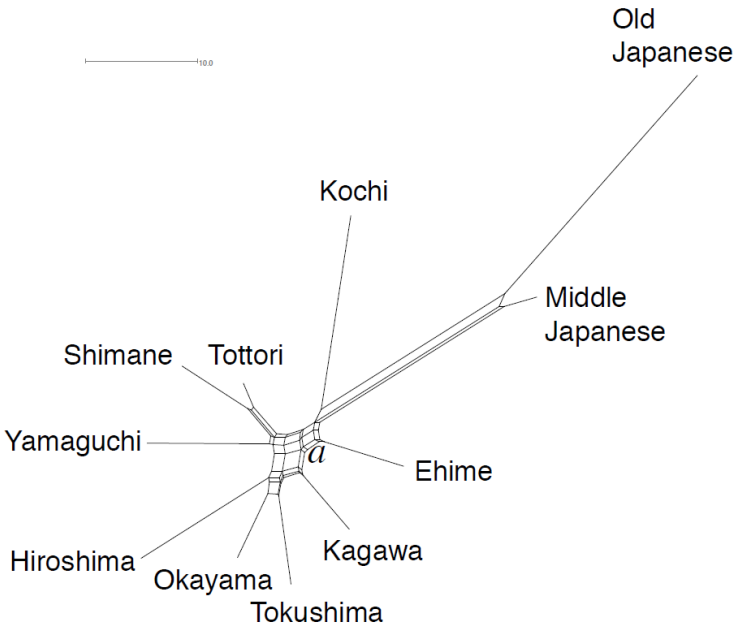 Old
Japanese
10.0
Kochi
Middle
Japanese
Shimane
Tottori
Yamaguchi
a
Ehime
Kagawa
Hiroshima
Okayama
Tokushima